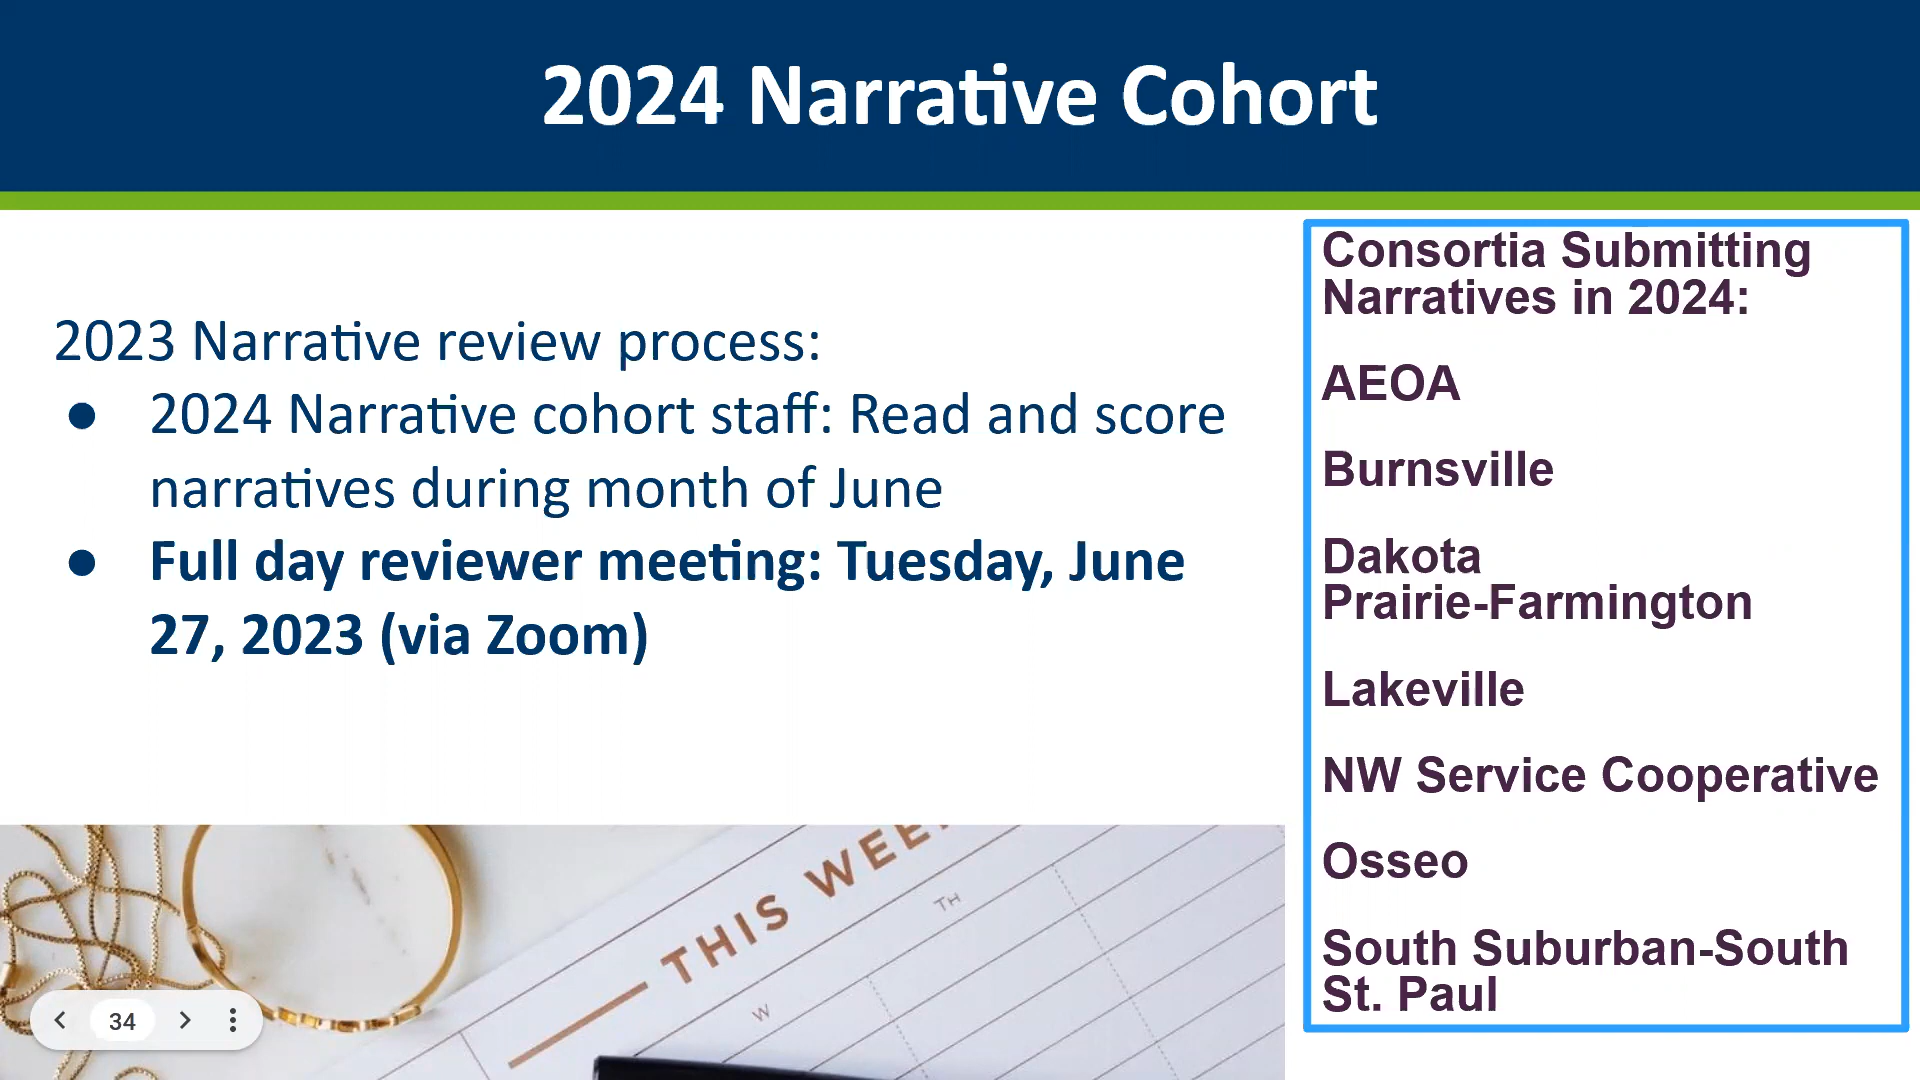 2024 Narrative Cohort
2023 Narrative review process:
● 2024 Narrative cohort staff: Read and score
narratives during month of June
● Full day reviewer meeting: Tuesday, June
27, 2023 (via Zoom)
Consortia Submitting
Narratives in 2024:
AEOA
Burnsville
Dakota
Prairie-Farmington
Lakeville
NW Service Cooperative
Osseo
South Suburban-South
St. Paul
THIS WEE
TH
W
34